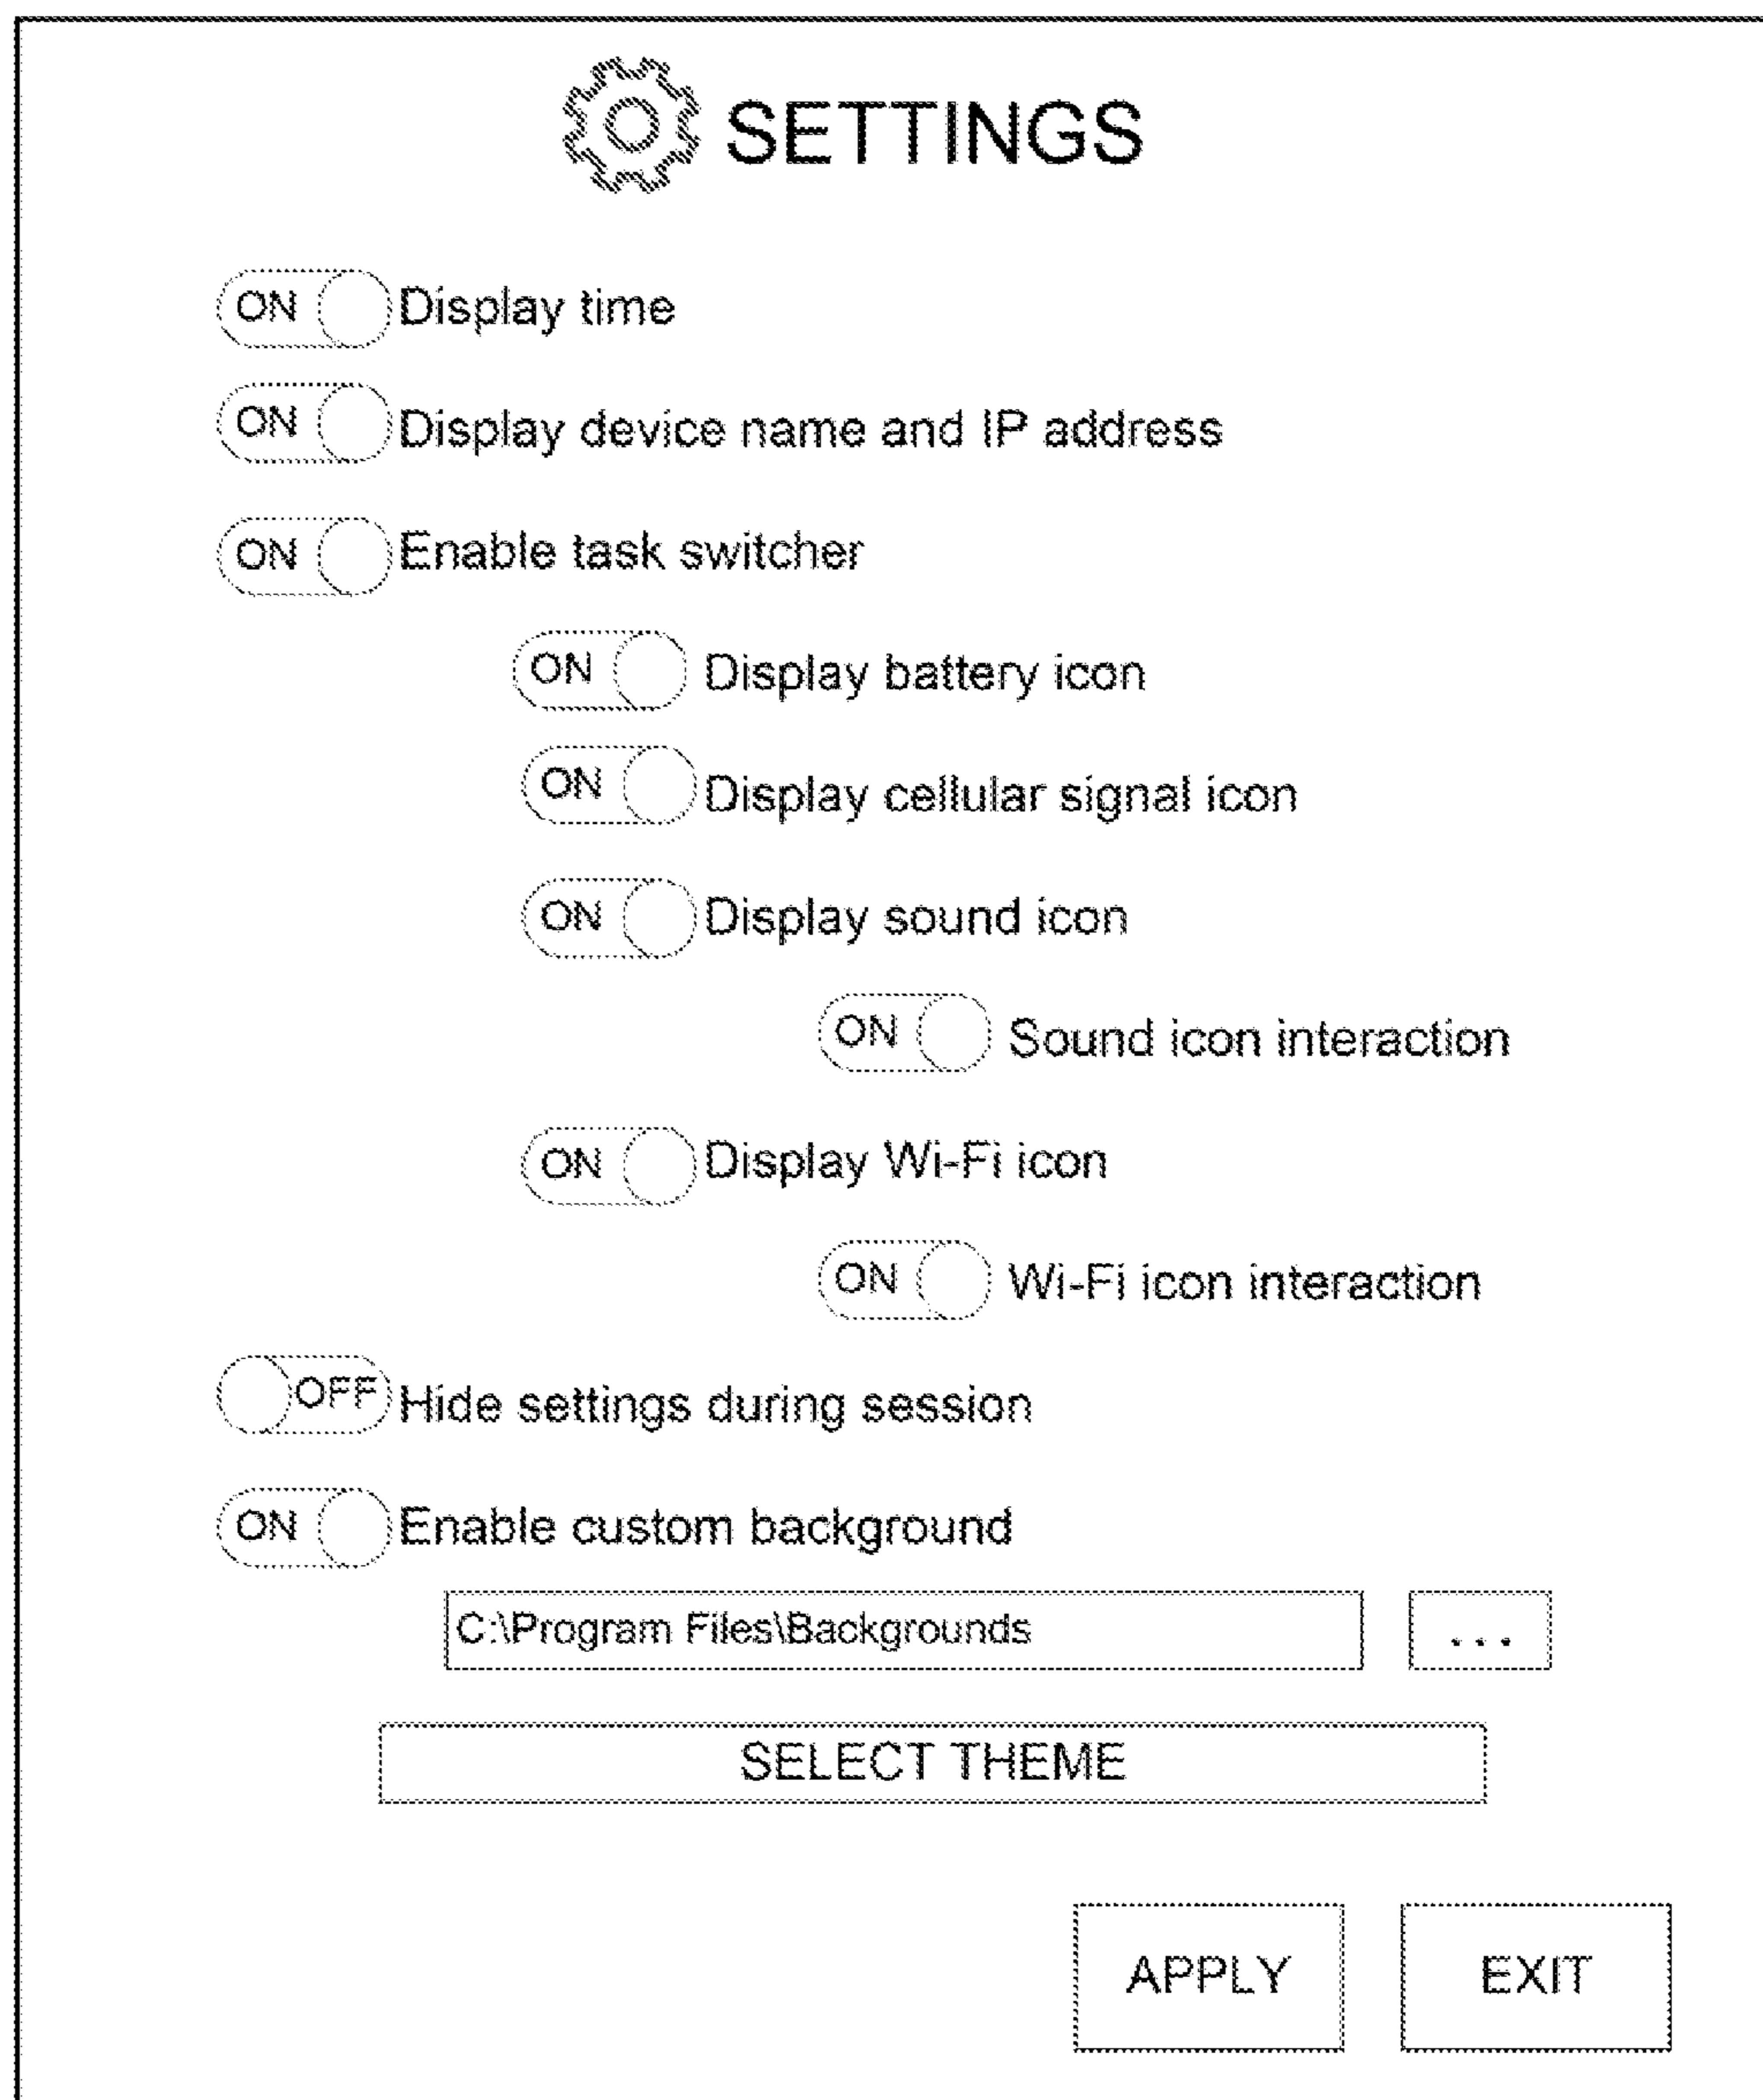 SETTINGS
ON Display time
ON Display device name and IP address
ON Enable task switcher
ON Display battery icon
ON Display cellular signal icon
ON Display sound icon
ON Sound icon interaction
ON Display Wi-Fi icon
ON Wi-Fi icon interaction
OFF Hide settings during session
ON Enable custom background
C:\Program Files\Backgrounds ...
SELECT THEME
APPLY EXIT